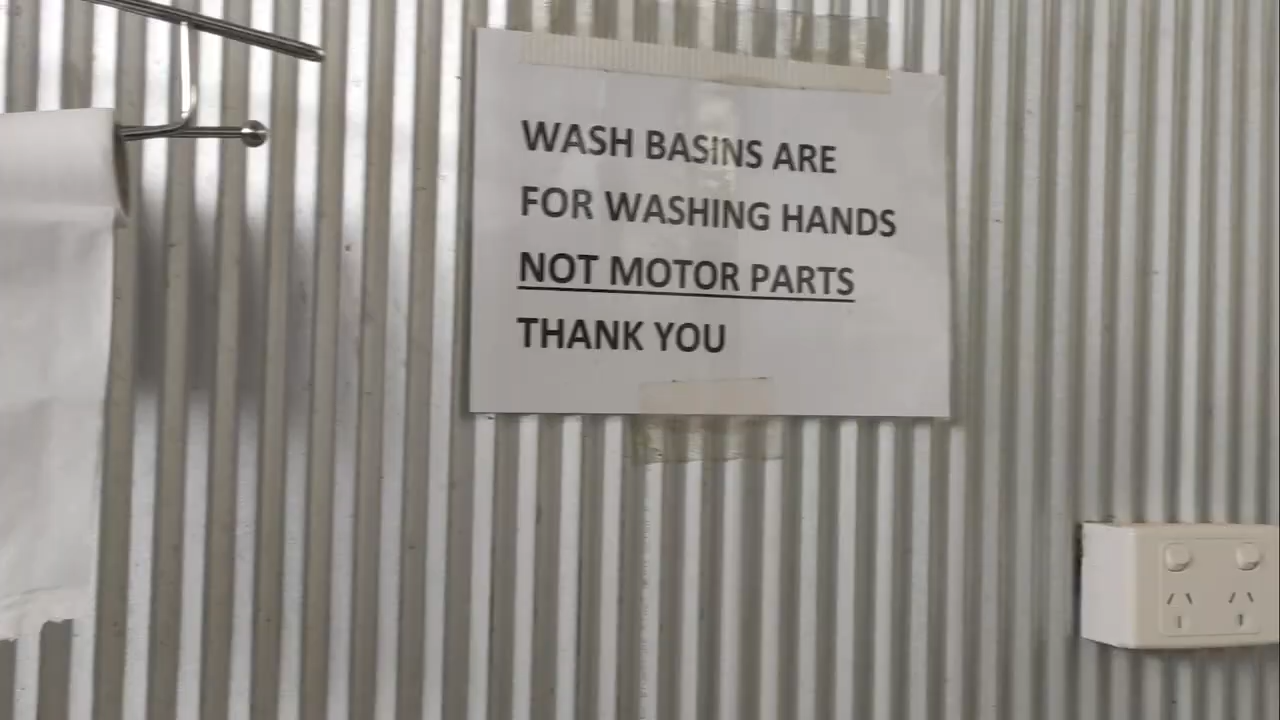 WASH BASINS ARE
FOR WASHING HANDS
NOT MOTOR PARTS
THANK YOU